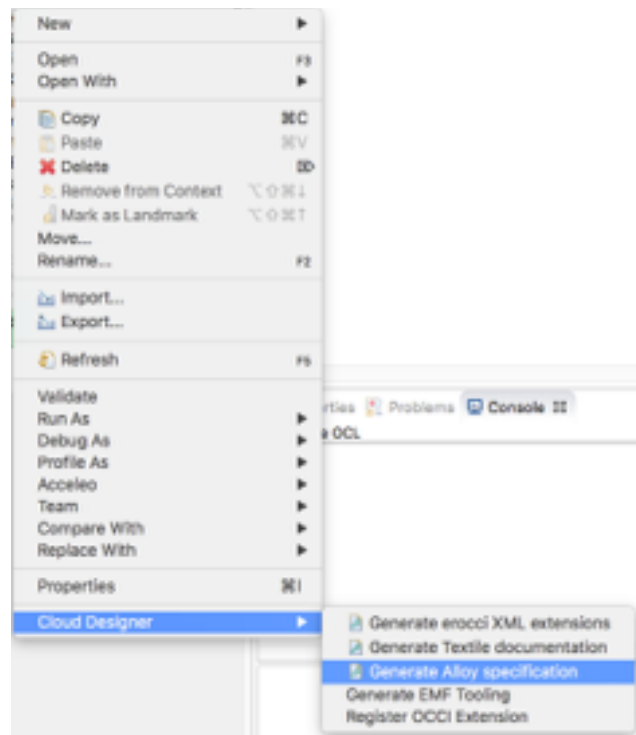 New
Open F3
Open With
Copy ⌘C
Paste ⌘V
Delete ⌦
Remove from Context ⌥⇧⌘↓
Mark as Landmark ⌥⇧⌘↑
Move...
Rename... F2
Import...
Export...
Refresh F5
Validate
Run As
Debug As
Profile As
Acceleo
Team
Compare With
Replace With
Properties ⌘I
Cloud Designer
rties Problems Console
OCL
Generate erocci XML extensions
Generate Textile documentation
Generate Alloy specification
Generate EMF Tooling
Register OCCI Extension